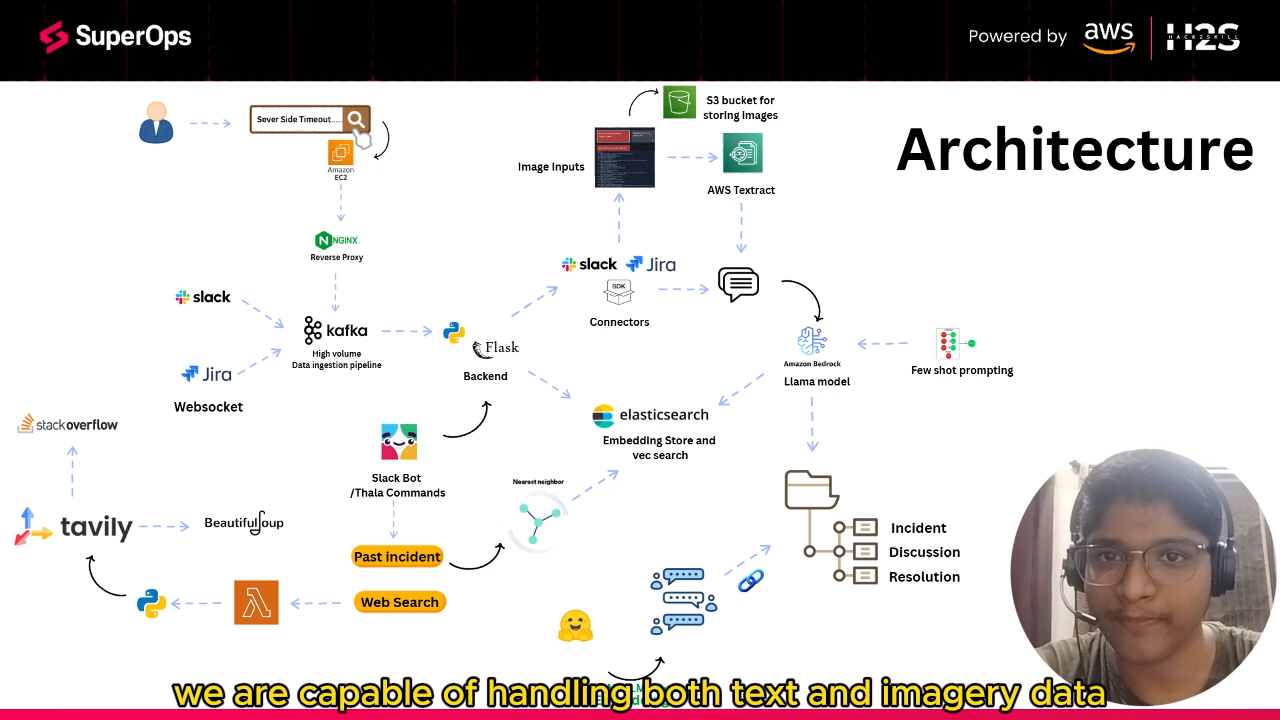 SuperOps
Powered by aws
H2S
HACK2SKILL
Architecture
Sever Side Timeout.....
Amazon
EC2
NGINX
Reverse Proxy
slack
Jira
Websocket
kafka
High volume
Data ingestion pipeline
Flask
Backend
Image Inputs
S3 bucket for
storing Images
AWS Textract
slack Jira
SDK
Connectors
Amazon Bedrock
Llama model
Few shot prompting
elasticsearch
Embedding Store and
vec search
Nearest neighbor
Slack Bot
/Thala Commands
Past incident
Web Search
stackoverflow
tavily
BeautifulSoup
Incident
Discussion
Resolution
we are capable of handling both text and imagery data